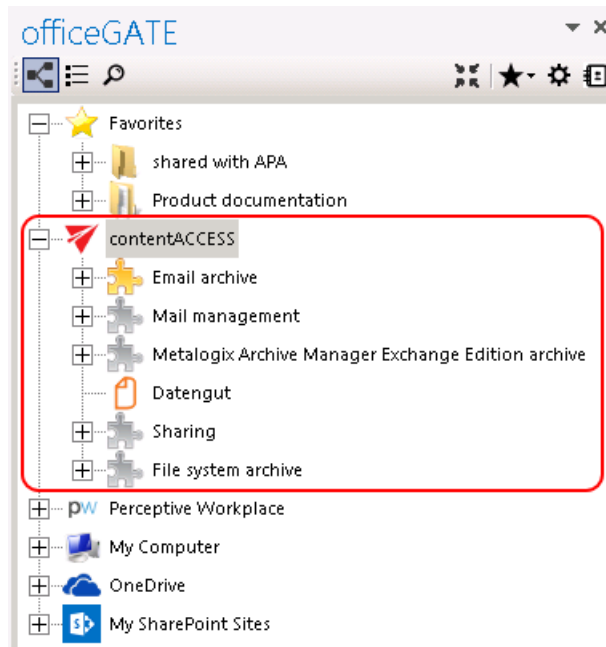 officeGATE
Favorites
shared with APA
Product documentation
contentACCESS
Email archive
Mail management
Metalogix Archive Manager Exchange Edition archive
Datengut
Sharing
File system archive
pw Perceptive Workplace
My Computer
OneDrive
My SharePoint Sites